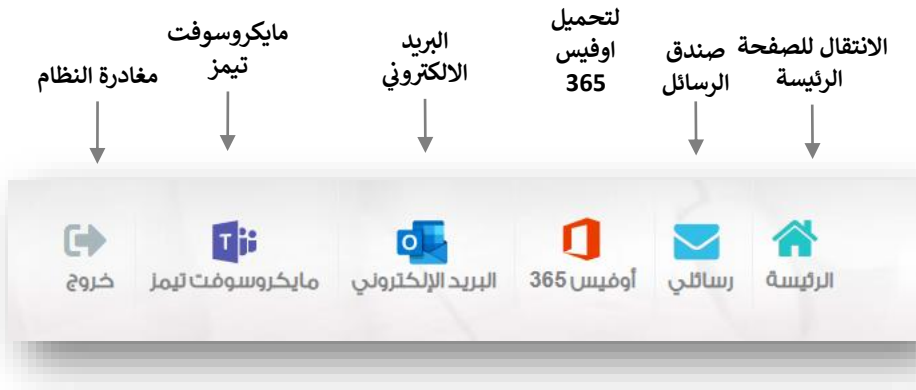 الانتقال للصفحة
الرئيسة
صندق
الرسائل
لتحميل
اوفيس
365
البريد
الالكتروني
مايكروسوفت
تيمز
مغادرة النظام
الرئيسة
رسائلي
أوفيس 365
البريد الإلكتروني
مايكروسوفت تيمز
خروج